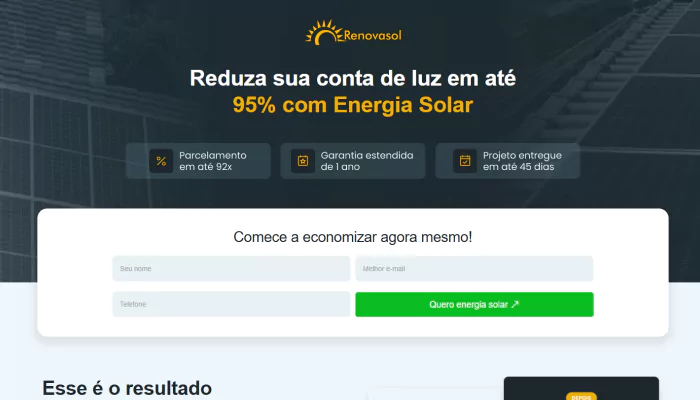 Renovasol
Reduza sua conta de luz em até
95% com Energia Solar
Parcelamento
em até 92x
Garantia estendida
de 1 ano
Projeto entregue
em até 45 dias
Comece a economizar agora mesmo!
Seu nome
Melhor e-mail
Telefone
Quero energia solar
Esse é o resultado
DEPOIS